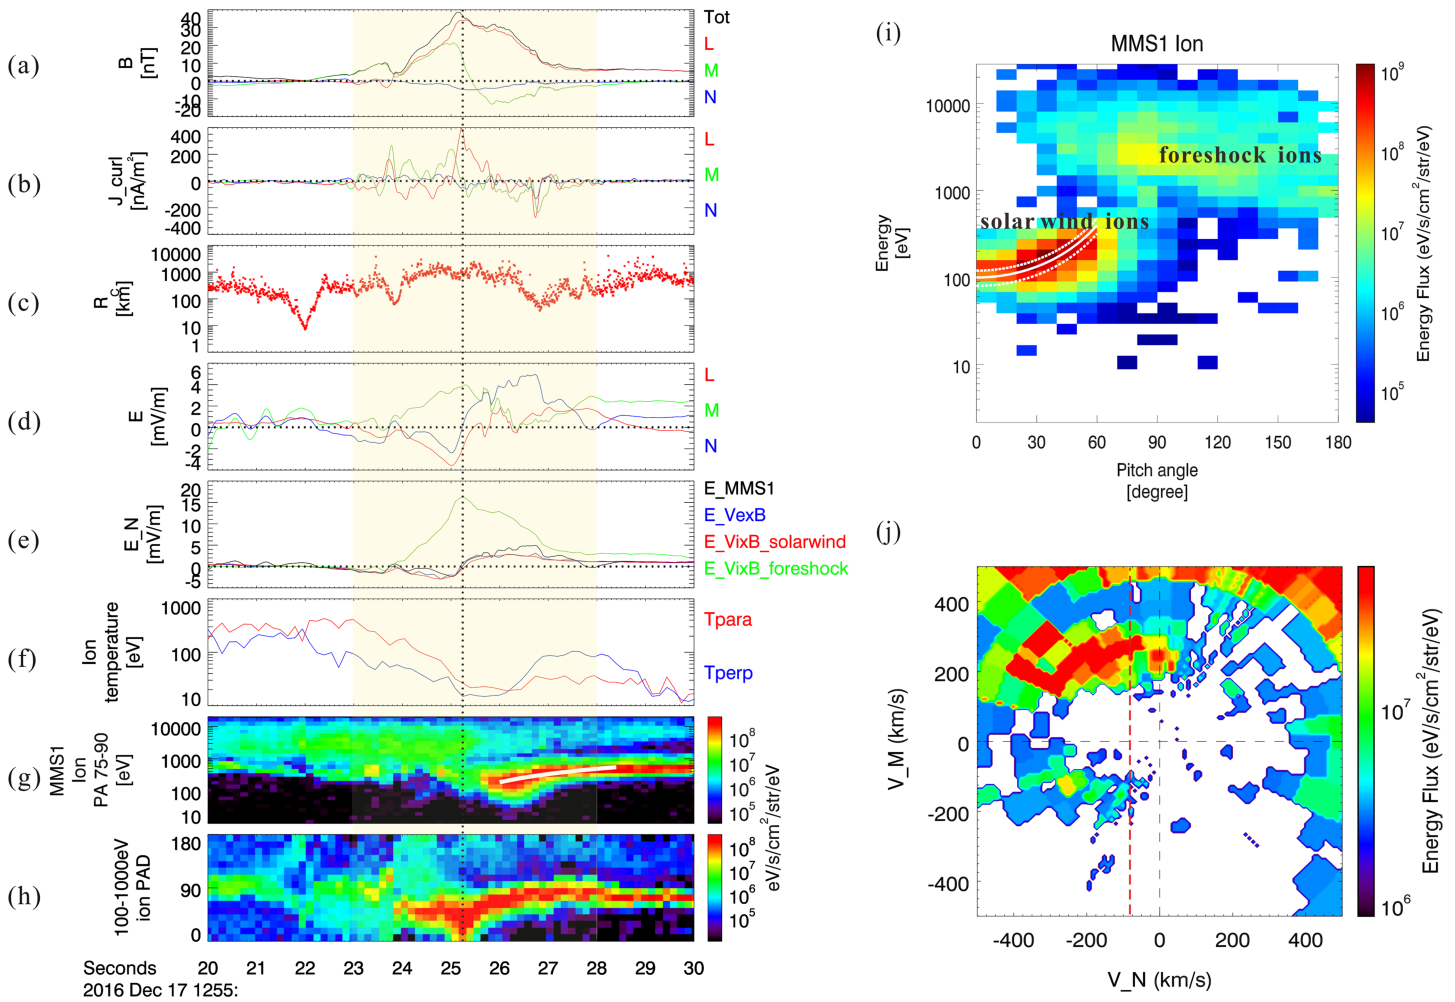 (a)
B
[nT]
40
20
10
0
-20
Tot
L
M
N
(b)
J_curl
[nA/m²]
400
200
0
-200
-400
L
M
N
(c)
R_c
[km]
10000
1000
100
10
1
(d)
E
[mV/m]
6
4
2
0
-2
-4
L
M
N
(e)
E_N
[mV/m]
20
15
10
5
0
-5
E_MMS1
E_VexB
E_VixB_solarwind
E_VixB_foreshock
(f)
Ion
temperature
[eV]
1000
100
10
Tpara
Tperp
(g)
MMS1
Ion
PA 75-90
[eV]
10000
1000
100
10
10⁸
10⁷
10⁶
10⁵
(h)
100-1000eV
ion PAD
180
90
0
10⁸
10⁷
10⁶
10⁵
eV/s/cm²/str/eV
Seconds
20 21 22 23 24 25 26 27 28 29 30
2016 Dec 17 1255:
(i)
MMS1 Ion
Energy
[eV]
10000
1000
100
10
foreshock ions
solar wind ions
0 30 60 90 120 150 180
Pitch angle
[degree]
10⁹
10⁸
10⁷
10⁶
10⁵
Energy Flux (eV/s/cm²/str/eV)
(j)
V_M (km/s)
400
200
0
-200
-400
-400 -200 0 200 400
V_N (km/s)
10⁷
10⁶
Energy Flux (eV/s/cm²/str/eV)